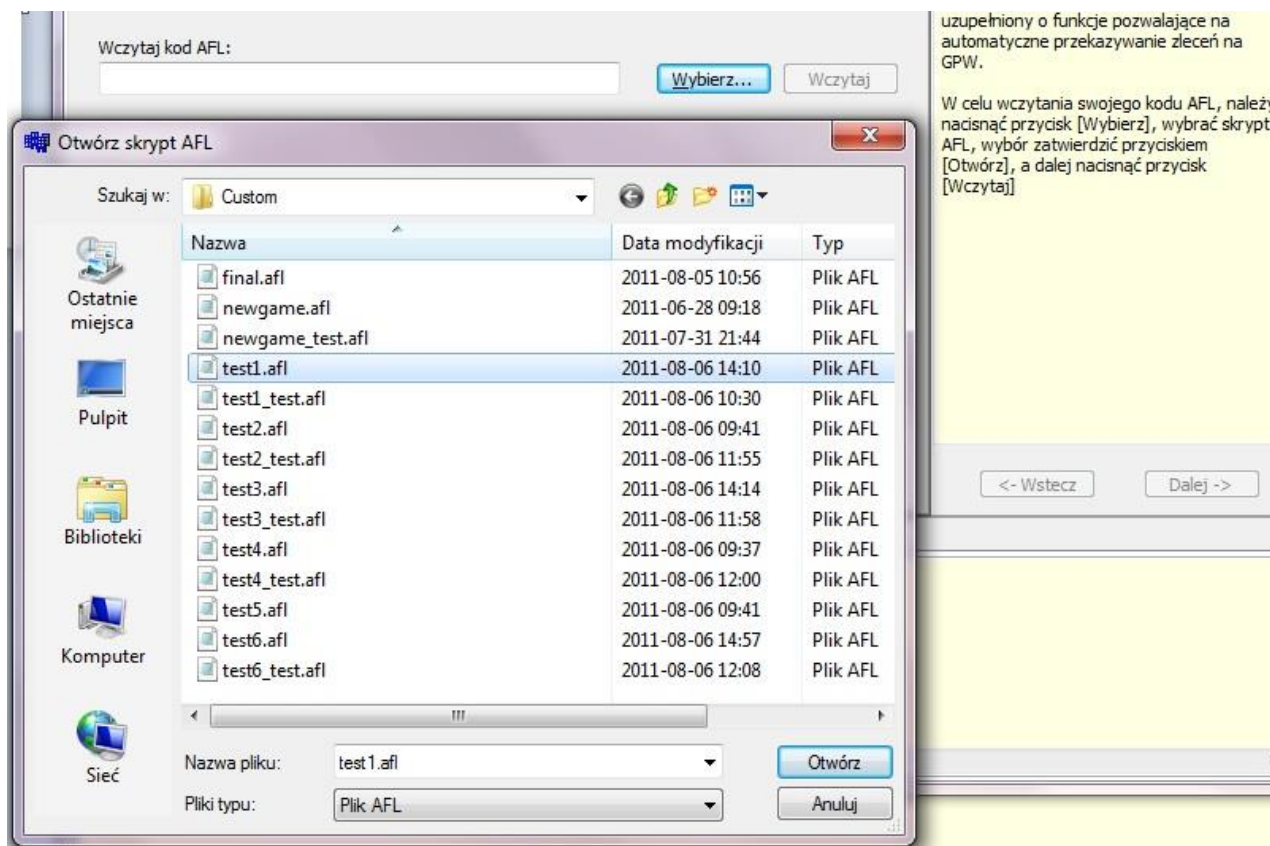 Wczytaj kod AFL:
Wybierz...
Wczytaj
uzupełniony o funkcje pozwalające na
automatyczne przekazywanie zleceń na
GPW.
W celu wczytania swojego kodu AFL, należy
nacisnąć przycisk [Wybierz], wybrać skrypt
AFL, wybór zatwierdzić przyciskiem
[Otwórz], a dalej nacisnąć przycisk
[Wczytaj]
<- Wstecz
Dalej ->
Otwórz skrypt AFL
Szukaj w: Custom
Ostatnie
miejsca
Pulpit
Biblioteki
Komputer
Sieć
Nazwa Data modyfikacji Typ
final.afl 2011-08-05 10:56 Plik AFL
newgame.afl 2011-06-28 09:18 Plik AFL
newgame_test.afl 2011-07-31 21:44 Plik AFL
test1.afl 2011-08-06 14:10 Plik AFL
test1_test.afl 2011-08-06 10:30 Plik AFL
test2.afl 2011-08-06 09:41 Plik AFL
test2_test.afl 2011-08-06 11:55 Plik AFL
test3.afl 2011-08-06 14:14 Plik AFL
test3_test.afl 2011-08-06 11:58 Plik AFL
test4.afl 2011-08-06 09:37 Plik AFL
test4_test.afl 2011-08-06 12:00 Plik AFL
test5.afl 2011-08-06 09:41 Plik AFL
test6.afl 2011-08-06 14:57 Plik AFL
test6_test.afl 2011-08-06 12:08 Plik AFL
Nazwa pliku: test1.afl Otwórz
Pliki typu: Plik AFL Anuluj